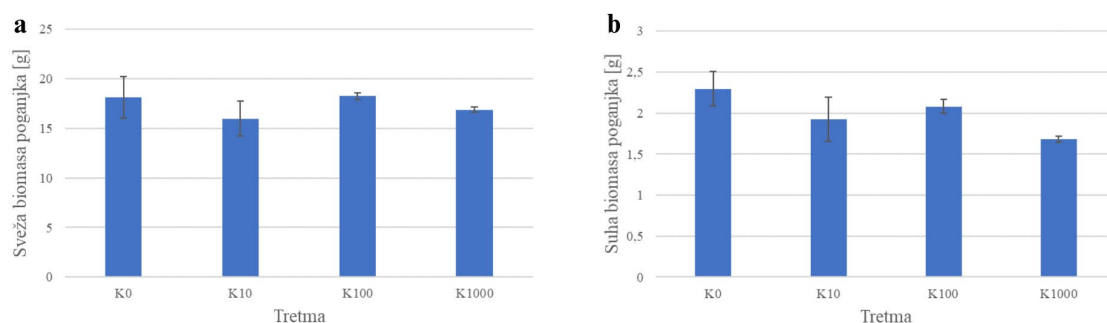 a
Sveža biomasa poganjka [g]
25
20
15
10
5
0
K0 K10 K100 K1000
Tretma
b
Suha biomasa poganjka [g]
3
2,5
2
1,5
1
0,5
0
K0 K10 K100 K1000
Tretma